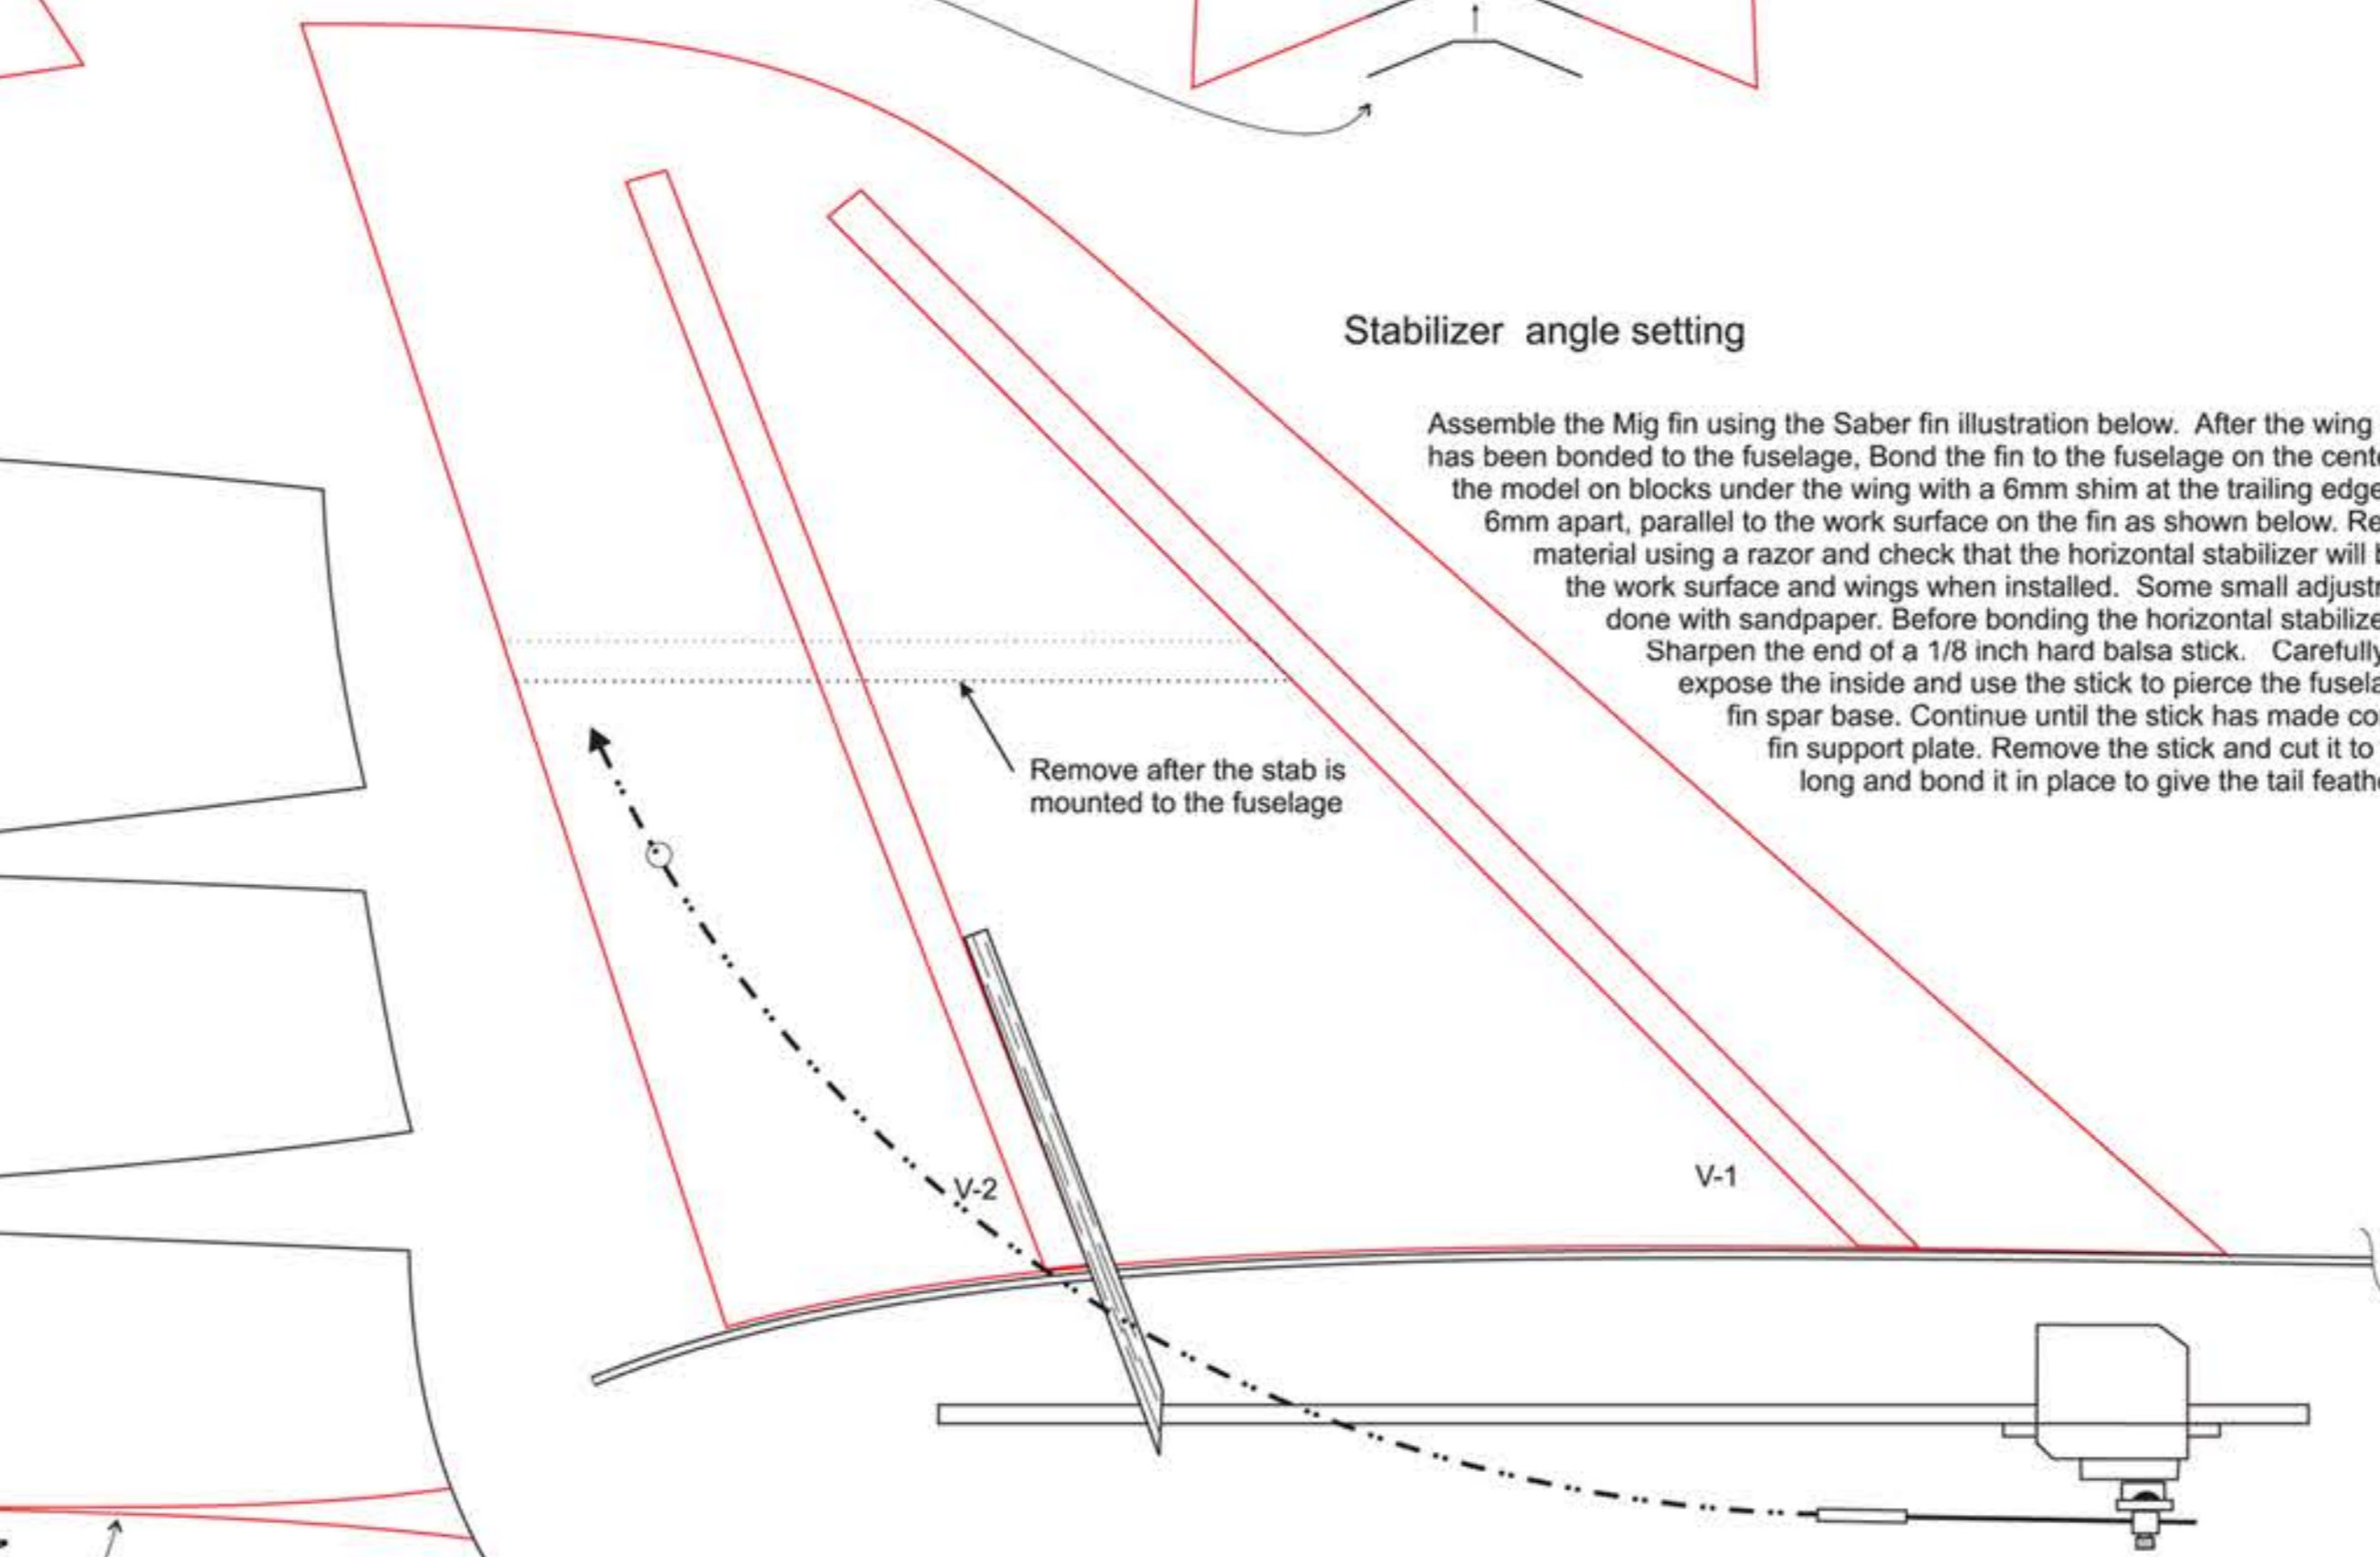 Stabilizer angle setting
Assemble the Mig fin using the Saber fin illustration below. After the wing
has been bonded to the fuselage, Bond the fin to the fuselage on the
the model on blocks under the wing with a 6mm shim at the trailing edge
6mm apart, parallel to the work surface on the fin as shown below.
material using a razor and check that the horizontal stabilizer will
the work surface and wings when installed. Some small
done with sandpaper. Before bonding the horizontal
Sharpen the end of a 1/8 inch hard balsa stick. Carefully
expose the inside and use the stick to pierce the
fin spar base. Continue until the stick has made
fin support plate. Remove the stick and cut it to
long and bond it in place to give the tail
Remove after the stab is
mounted to the fuselage
V-1
V-2